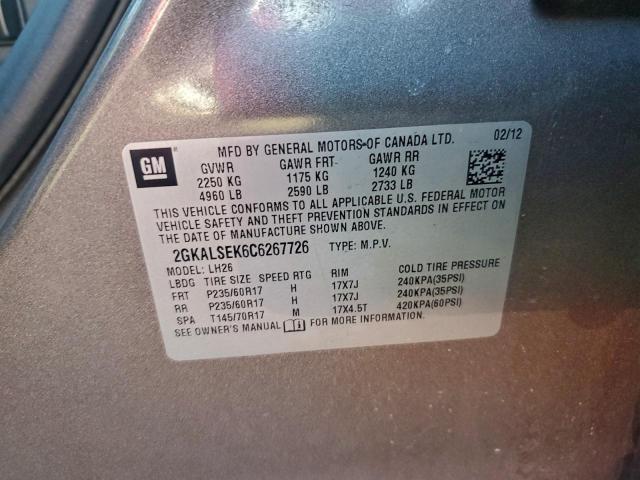 GM
MFD BY GENERAL MOTORS OF CANADA LTD. 02/12
GVWR GAWR FRT GAWR RR
2250 KG 1175 KG 1240 KG
4960 LB 2590 LB 2733 LB
THIS VEHICLE CONFORMS TO ALL APPLICABLE U.S. FEDERAL MOTOR
VEHICLE SAFETY AND THEFT PREVENTION STANDARDS IN EFFECT ON
THE DATE OF MANUFACTURE SHOWN ABOVE.
2GKALSEK6C6267726 TYPE: M.P.V.
MODEL: LH26
LBDG TIRE SIZE SPEED RTG RIM COLD TIRE PRESSURE
FRT P235/60R17 H 17X7J 240KPA(35PSI)
RR P235/60R17 H 17X7J 240KPA(35PSI)
SPA T145/70R17 M 17X4.5T 420KPA(60PSI)
SEE OWNER'S MANUAL FOR MORE INFORMATION.